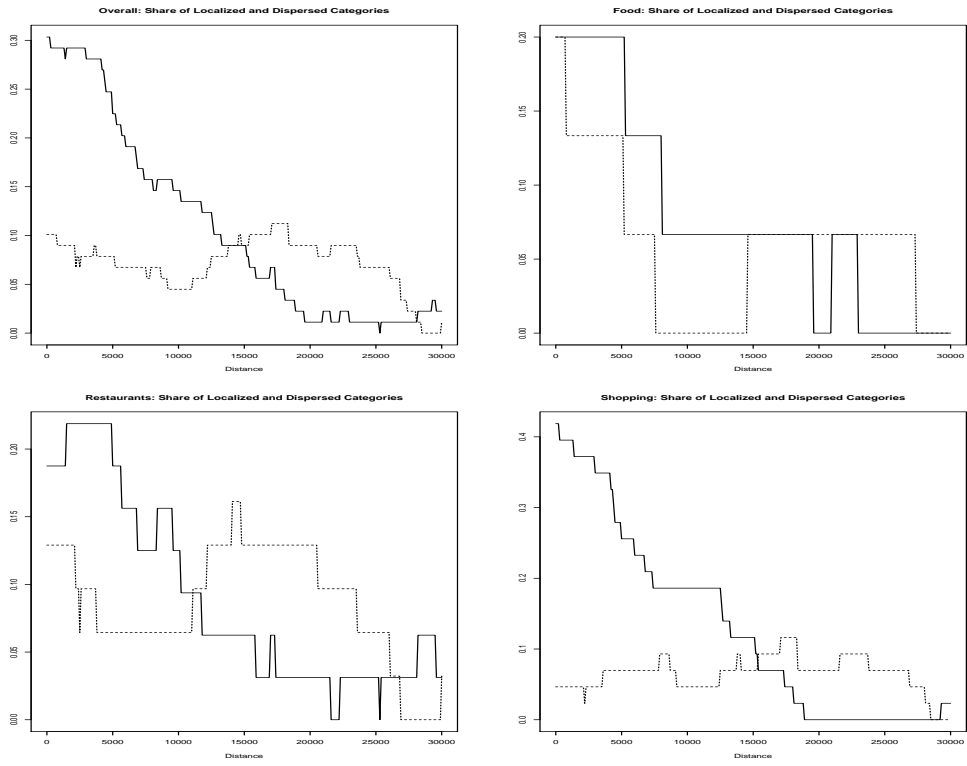 Overall: Share of Localized and Dispersed Categories
0.30
0.25
0.20
0.15
0.10
0.05
0.00
0 5000 10000 15000 20000 25000 30000
Distance
Food: Share of Localized and Dispersed Categories
0.20
0.15
0.10
0.05
0.00
0 5000 10000 15000 20000 25000 30000
Distance
Restaurants: Share of Localized and Dispersed Categories
0.20
0.15
0.10
0.05
0.00
0 5000 10000 15000 20000 25000 30000
Distance
Shopping: Share of Localized and Dispersed Categories
0.4
0.3
0.2
0.1
0.0
0 5000 10000 15000 20000 25000 30000
Distance